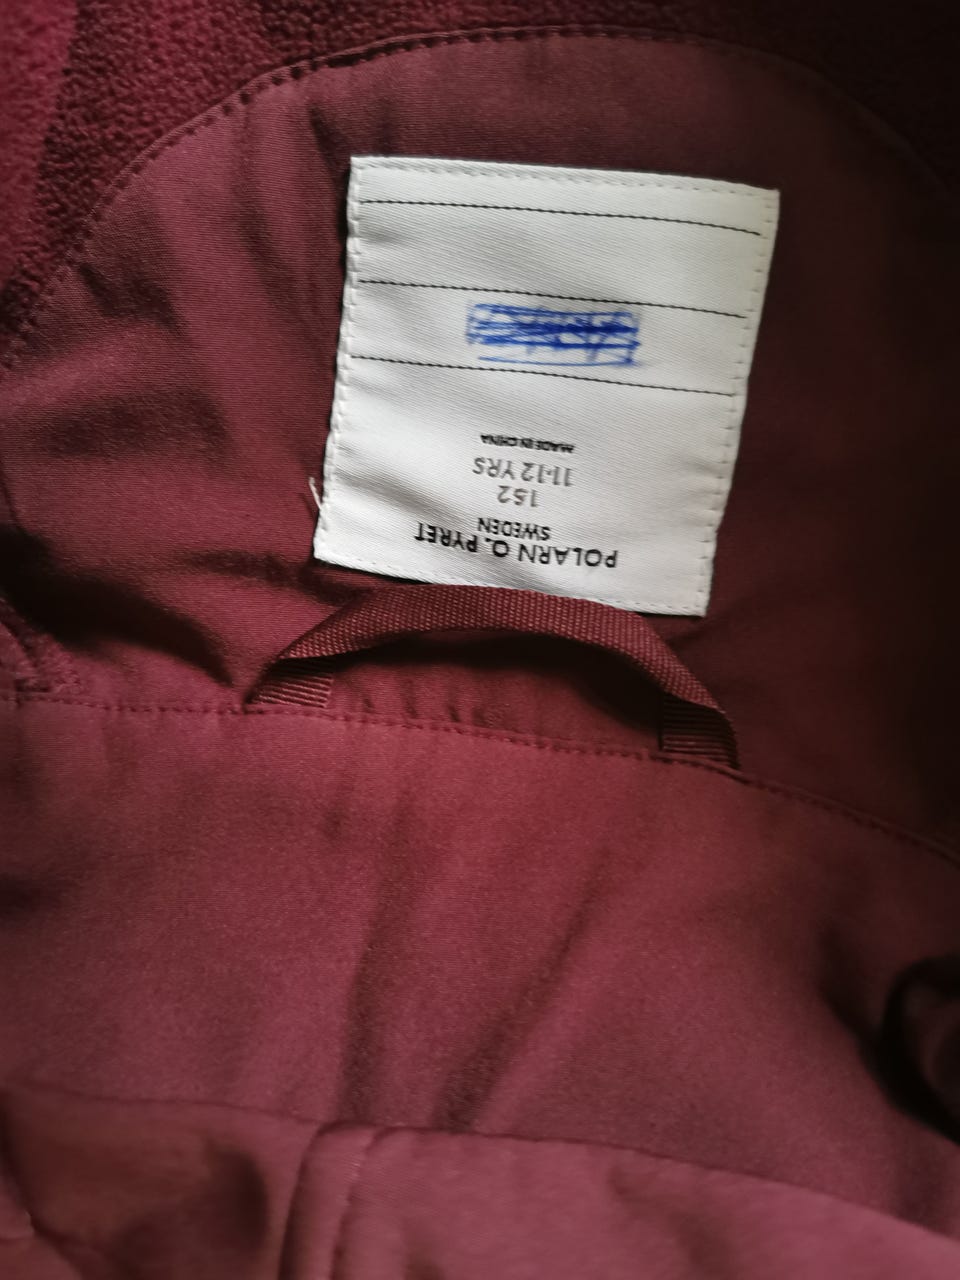 POLARN O. PYRET
SWEDEN
152
11-12 YRS
MADE IN CHINA